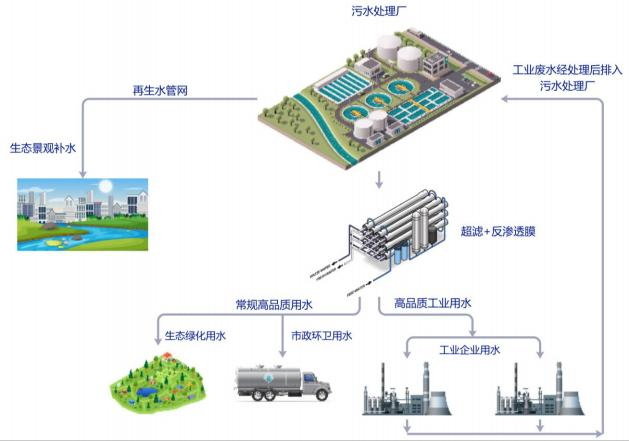 污水处理厂
工业废水经处理后排入
污水处理厂
再生水管网
生态景观补水
超滤+反渗透膜
常规高品质用水
高品质工业用水
生态绿化用水
市政环卫用水
工业企业用水